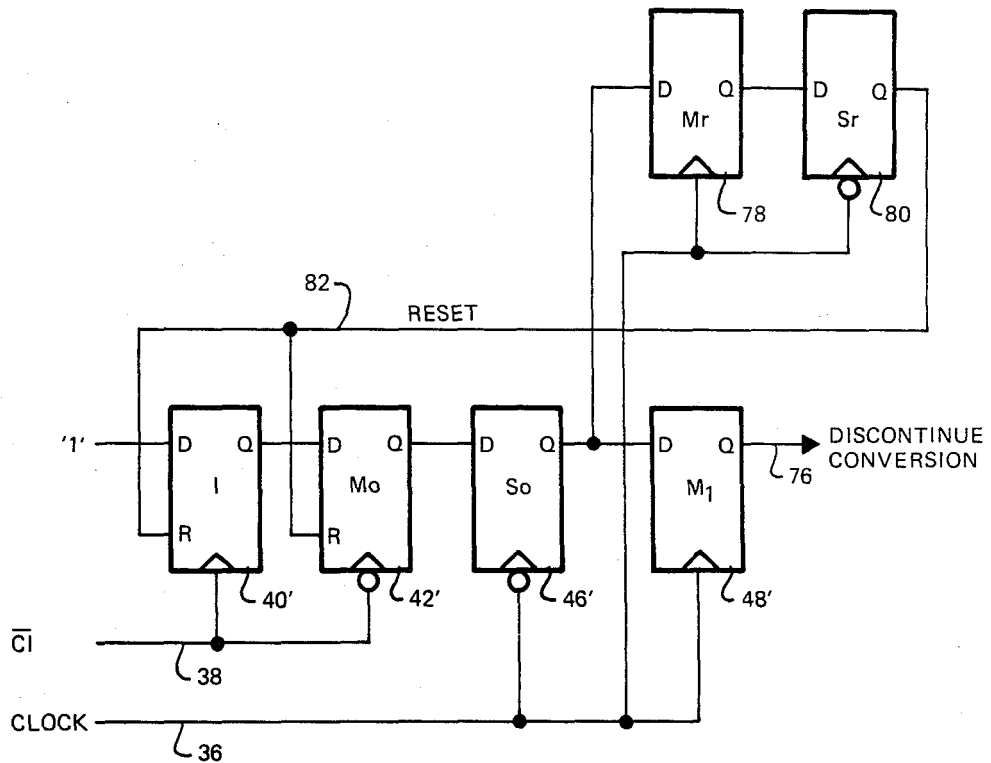 D Q D Q
Mr Sr
78 80
82
RESET
'1' D Q D Q D Q D Q DISCONTINUE
CONVERSION
I Mo So M1 76
R R
40' 42' 46' 48'
C̅I̅
38
CLOCK
36